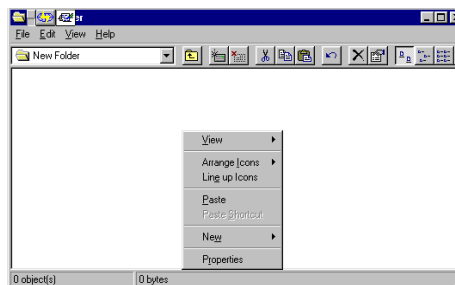 er
File Edit View Help
New Folder
View
Arrange Icons
Line up Icons
Paste
Paste Shortcut
New
Properties
0 object(s) 0 bytes